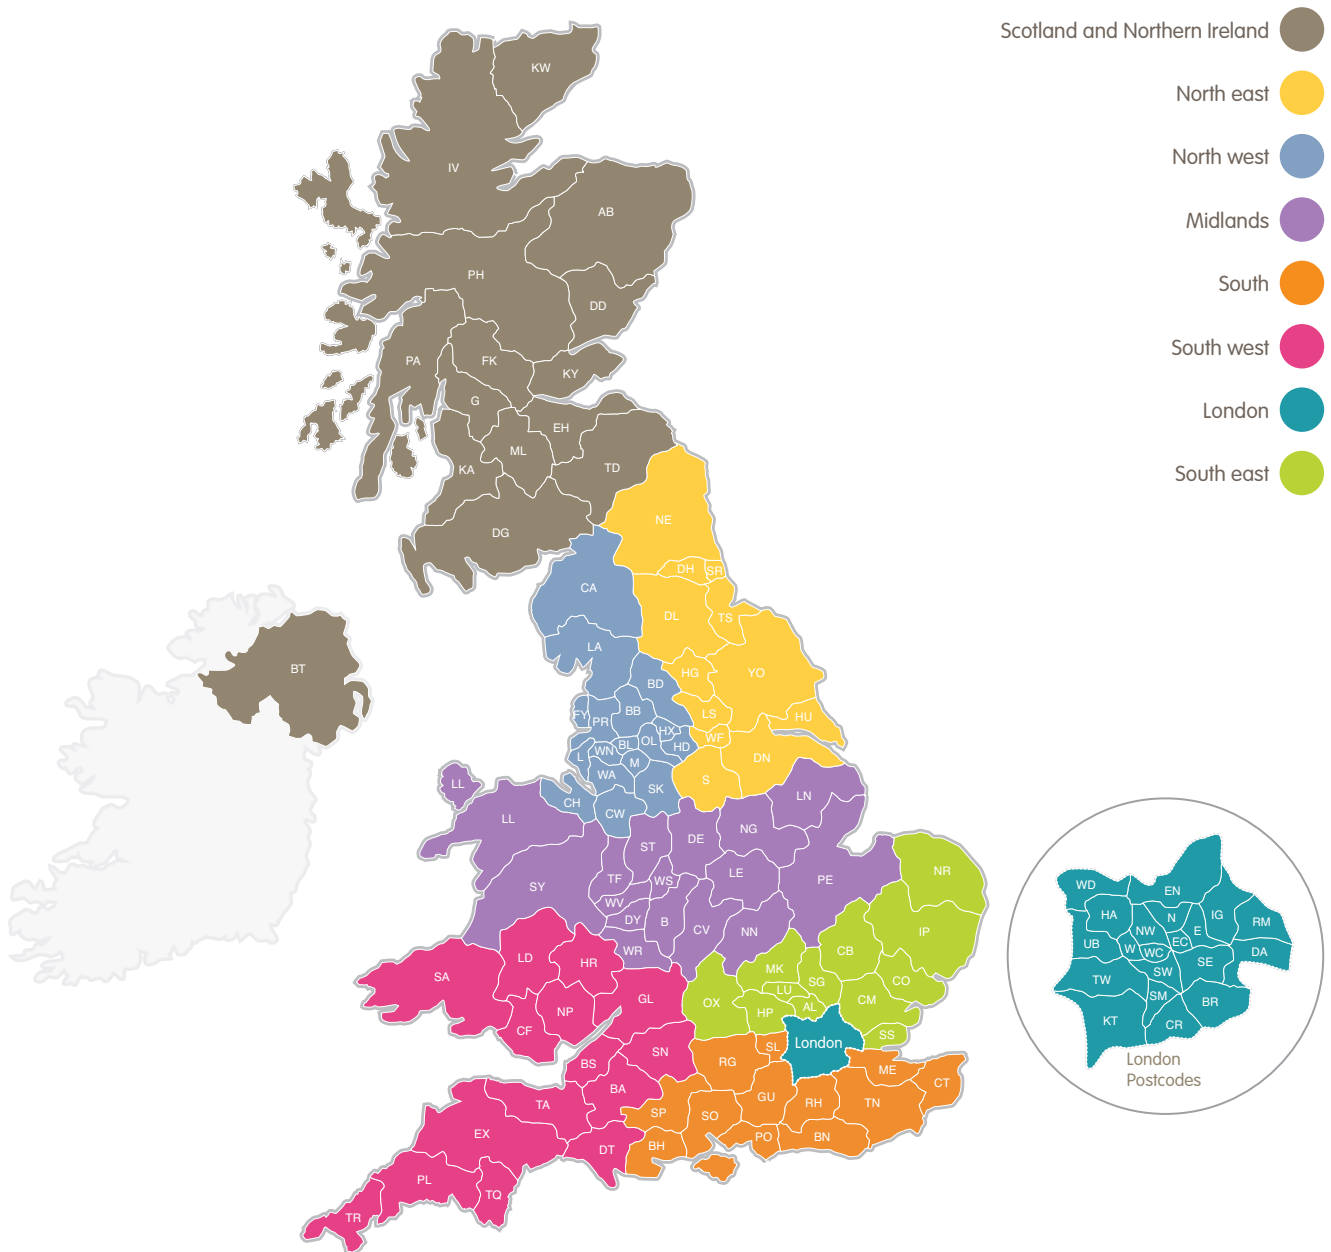 Scotland and Northern Ireland
North east
North west
Midlands
South
South west
London
South east
KW
IV
AB
PH
DD
PA
FK
KY
G
EH
ML
KA
TD
DG
NE
DH
SR
CA
DL
TS
LA
BT
HG
YO
BD
FY
PR
BB
LS
HU
HX
WF
OL
HD
BL
WN
L
M
DN
WA
S
SK
LL
CH
CW
LN
LL
NG
DE
ST
LE
NR
TF
WS
PE
SY
WV
DY
B
CV
NN
IP
WR
CB
LD
HR
SA
MK
SG
CO
LU
GL
OX
HP
AL
CM
NP
CF
SS
London
SL
SN
RG
BS
ME
CT
BA
GU
RH
TN
TA
SP
SO
EX
PO
BN
DT
BH
PL
TQ
TR
WD
EN
HA
N
IG
RM
NW
E
UB
W
WC
EC
DA
SE
TW
SW
SM
BR
KT
CR
London
Postcodes